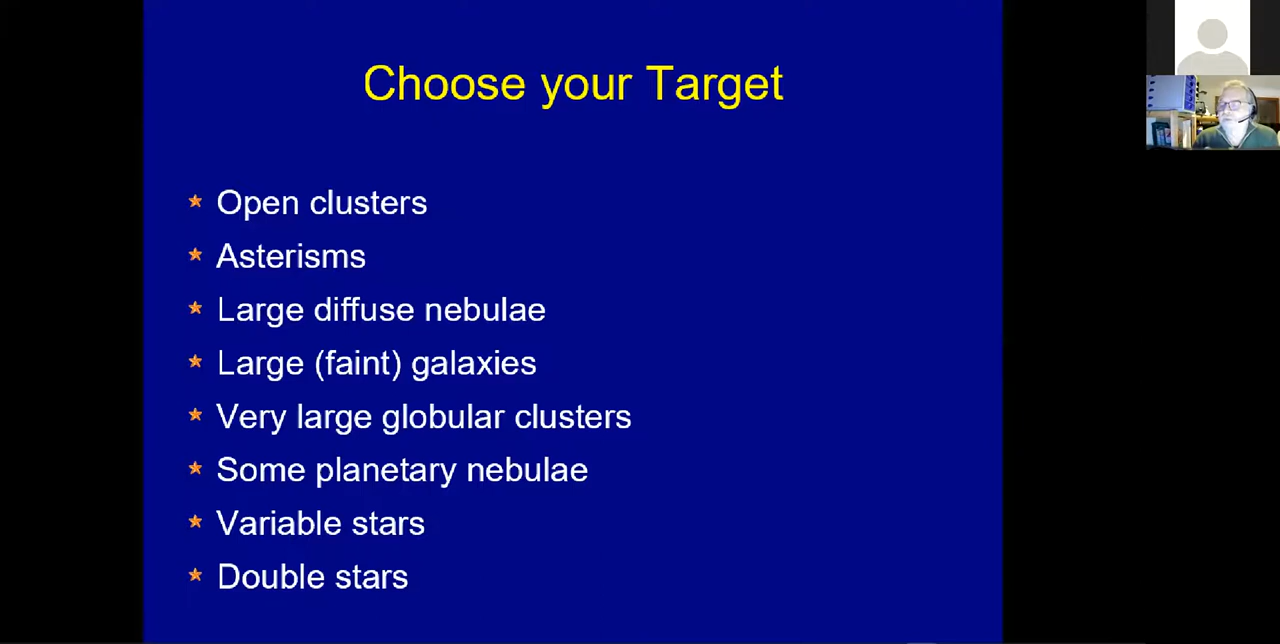 Choose your Target
Open clusters
Asterisms
Large diffuse nebulae
Large (faint) galaxies
Very large globular clusters
Some planetary nebulae
Variable stars
Double stars